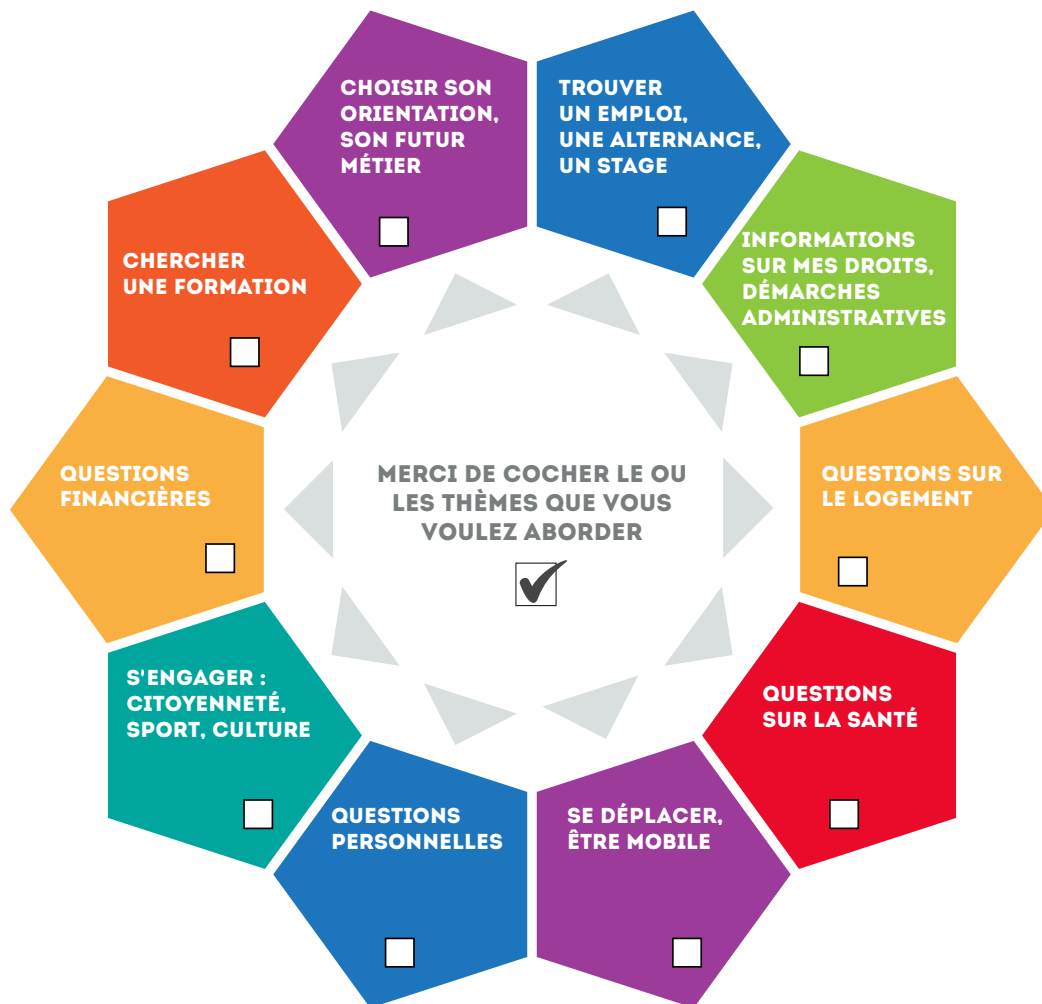 CHOISIR SON
ORIENTATION,
SON FUTUR
MÉTIER
TROUVER
UN EMPLOI,
UNE ALTERNANCE,
UN STAGE
INFORMATIONS
SUR MES DROITS,
DÉMARCHES
ADMINISTRATIVES
CHERCHER
UNE FORMATION
QUESTIONS
FINANCIÈRES
MERCI DE COCHER LE OU
LES THÈMES QUE VOUS
VOULEZ ABORDER
QUESTIONS SUR
LE LOGEMENT
S'ENGAGER :
CITOYENNETÉ,
SPORT, CULTURE
QUESTIONS
SUR LA SANTÉ
QUESTIONS
PERSONNELLES
SE DÉPLACER,
ÊTRE MOBILE